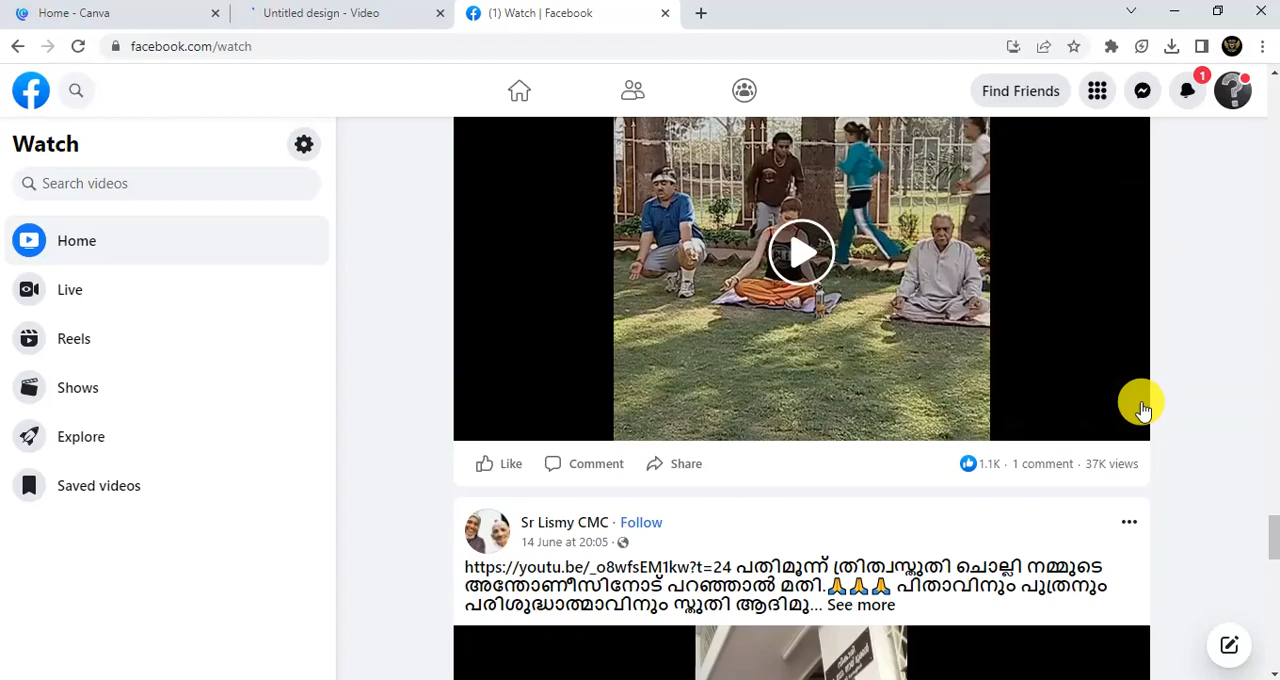 Home - Canva
Untitled design - Video
(1) Watch | Facebook
facebook.com/watch
Find Friends
1
Watch
Search videos
Home
Live
Reels
Shows
Explore
Saved videos
Like
Comment
Share
1.1K · 1 comment · 37K views
Sr Lismy CMC · Follow
14 June at 20:05 ·
https://youtu.be/_o8wfsEM1kw?t=24 പതിമൂന്ന് ത്രിത്വസ്തുതി ചൊല്ലി നമ്മുടെ
അന്തോണീസിനോട് പറഞ്ഞാൽ മതി.🙏🙏🙏 പിതാവിനും പുത്രനും
പരിശുദ്ധാത്മാവിനും സ്തുതി ആദിമു... See more